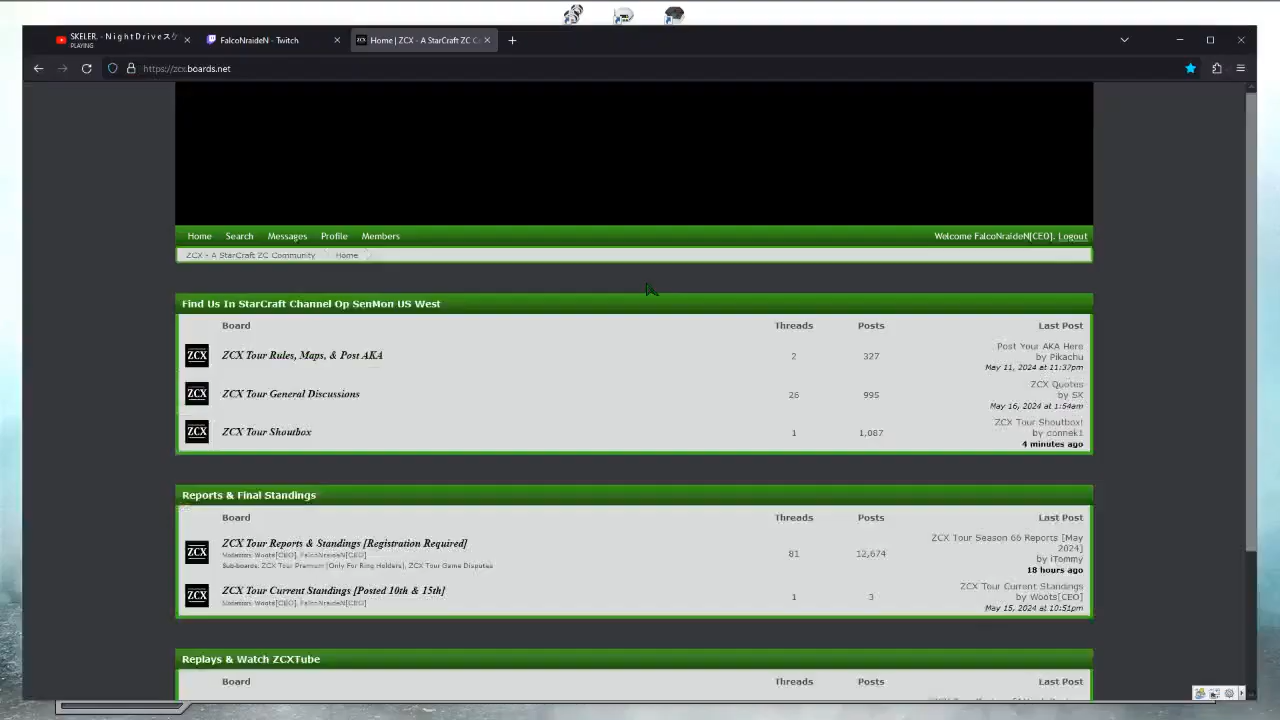 SKELER. - N i g h t D r i v e スケ
PLAYING
FalcoNraideN - Twitch
Home | ZCX - A StarCraft ZC C
https://zcx.boards.net
Home Search Messages Profile Members
Welcome FalcoNraideN[CEO]. Logout
ZCX - A StarCraft ZC Community Home
Find Us In StarCraft Channel Op SenMon US West
Board Threads Posts Last Post
ZCX ZCX Tour Rules, Maps, & Post AKA 2 327
Post Your AKA Here
by Pikachu
May 11, 2024 at 11:37pm
ZCX ZCX Tour General Discussions 26 995
ZCX Quotes
by SX
May 16, 2024 at 1:54am
ZCX ZCX Tour Shoutbox 1 1,087
ZCX Tour Shoutbox!
by connek1
4 minutes ago
Reports & Final Standings
Board Threads Posts Last Post
ZCX ZCX Tour Reports & Standings [Registration Required] 81 12,674
Moderators: Woots[CEO], FalcoNraideN[CEO]
Sub-boards: ZCX Tour Premium [Only For Ring Holders], ZCX Tour Game Disputes
ZCX Tour Season 66 Reports [May
2024]
by iTommy
18 hours ago
ZCX ZCX Tour Current Standings [Posted 10th & 15th] 1 3
Moderators: Woots[CEO], FalcoNraideN[CEO]
ZCX Tour Current Standings
by Woots[CEO]
May 15, 2024 at 10:51pm
Replays & Watch ZCXTube
Board Threads Posts Last Post